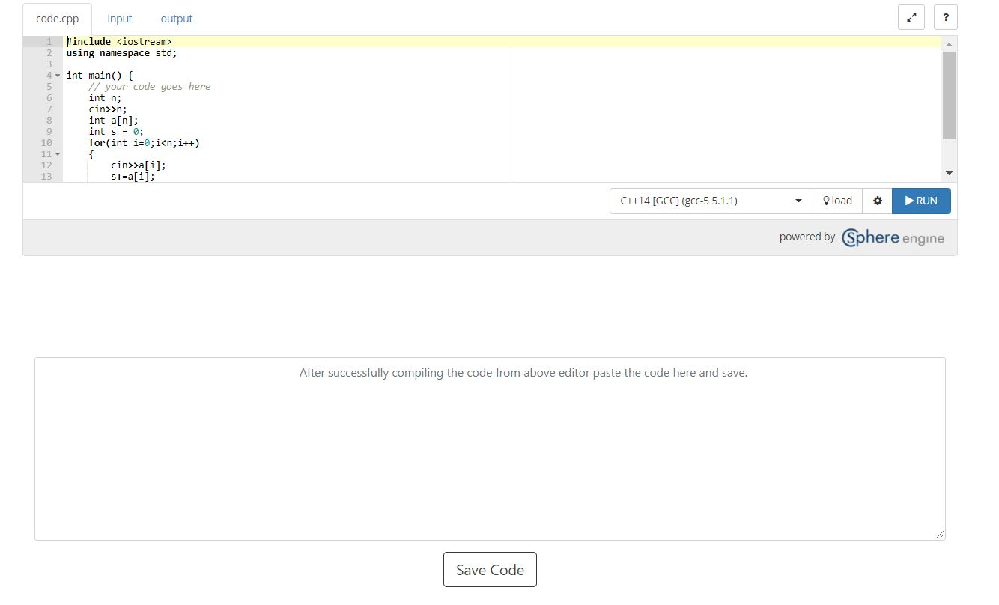 code.cpp input output ?
1 #include <iostream>
2 using namespace std;
3
4 int main() {
5 // your code goes here
6 int n;
7 cin>>n;
8 int a[n];
9 int s = 0;
10 for(int i=0;i<n;i++)
11 {
12 cin>>a[i];
13 s+=a[i];
C++14 [GCC] (gcc-5 5.1.1) load RUN
powered by Sphere engine
After successfully compiling the code from above editor paste the code here and save.
Save Code